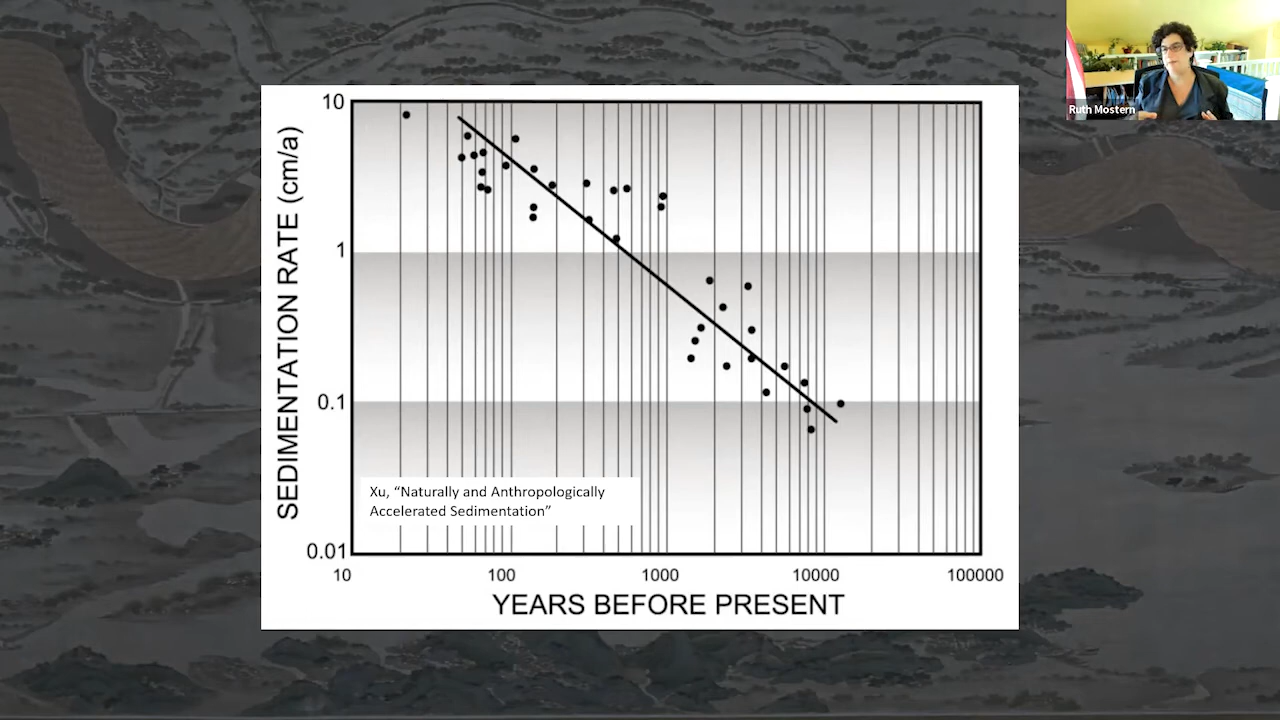 Ruth Mostern
10
1
0.1
0.01
SEDIMENTATION RATE (cm/a)
Xu, “Naturally and Anthropologically
Accelerated Sedimentation”
10 100 1000 10000 100000
YEARS BEFORE PRESENT